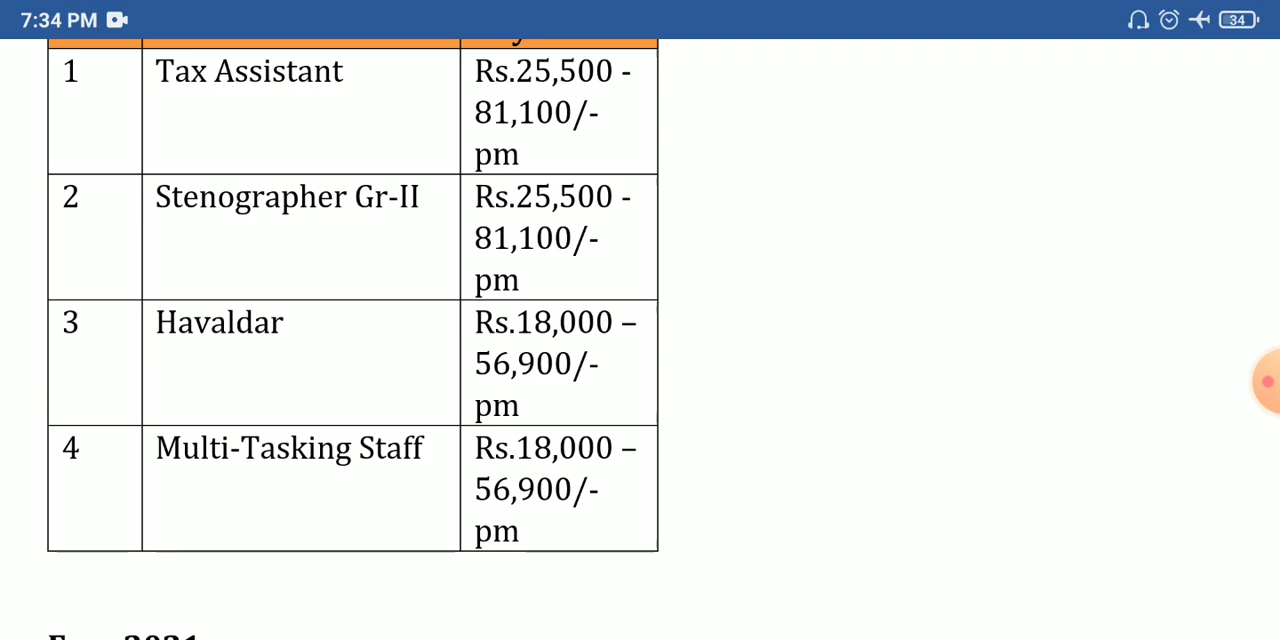 7:34 PM
34
1 Tax Assistant Rs.25,500 -
81,100/-
pm
2 Stenographer Gr-II Rs.25,500 -
81,100/-
pm
3 Havaldar Rs.18,000 –
56,900/-
pm
4 Multi-Tasking Staff Rs.18,000 –
56,900/-
pm
2021